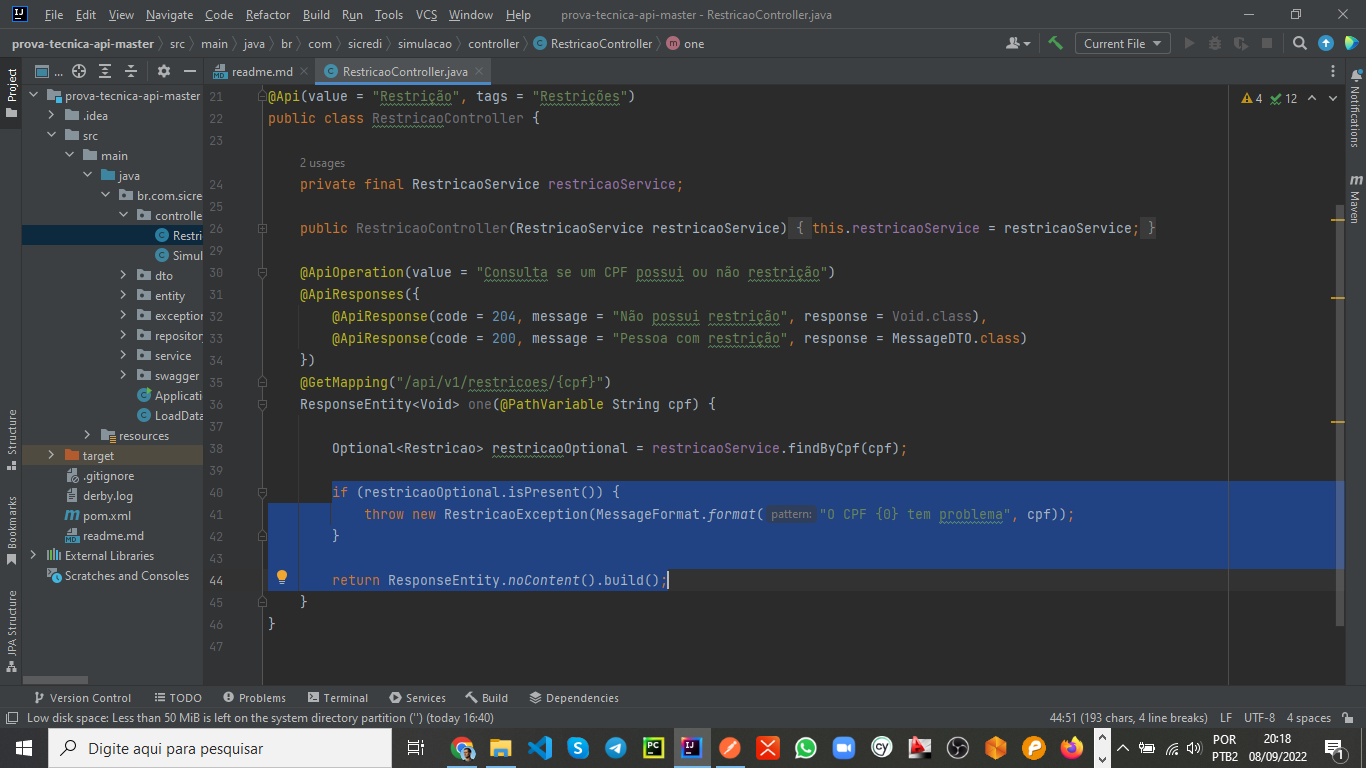 File Edit View Navigate Code Refactor Build Run Tools VCS Window Help prova-tecnica-api-master - RestricaoController.java
prova-tecnica-api-master src main java br com sicredi simulacao controller RestricaoController one Current File
Project ... readme.md RestricaoController.java
prova-tecnica-api-master
.idea
src
main
java
br.com.sicre
controlle
Restri
Simul
dto
entity
exception
repository
service
swagger
Applicati
LoadData
resources
target
.gitignore
derby.log
pom.xml
readme.md
External Libraries
Scratches and Consoles
Structure
Bookmarks
JPA Structure
21 @Api(value = "Restrição", tags = "Restrições") 4 12
22 public class RestricaoController {
23
2 usages
24 private final RestricaoService restricaoService;
25
26 public RestricaoController(RestricaoService restricaoService) { this.restricaoService = restricaoService; }
29
30 @ApiOperation(value = "Consulta se um CPF possui ou não restrição")
31 @ApiResponses({
32 @ApiResponse(code = 204, message = "Não possui restrição", response = Void.class),
33 @ApiResponse(code = 200, message = "Pessoa com restrição", response = MessageDTO.class)
34 })
35 @GetMapping("/api/v1/restricoes/{cpf}")
36 ResponseEntity<Void> one(@PathVariable String cpf) {
37
38 Optional<Restricao> restricaoOptional = restricaoService.findByCpf(cpf);
39
40 if (restricaoOptional.isPresent()) {
41 throw new RestricaoException(MessageFormat.format( pattern: "O CPF {0} tem problema", cpf));
42 }
43
44 return ResponseEntity.noContent().build();
45 }
46 }
47
Notifications
m Maven
Version Control TODO Problems Terminal Services Build Dependencies
Low disk space: Less than 50 MiB is left on the system directory partition ('') (today 16:40) 44:51 (193 chars, 4 line breaks) LF UTF-8 4 spaces
Digite aqui para pesquisar
POR
PTB2
20:18
08/09/2022
1